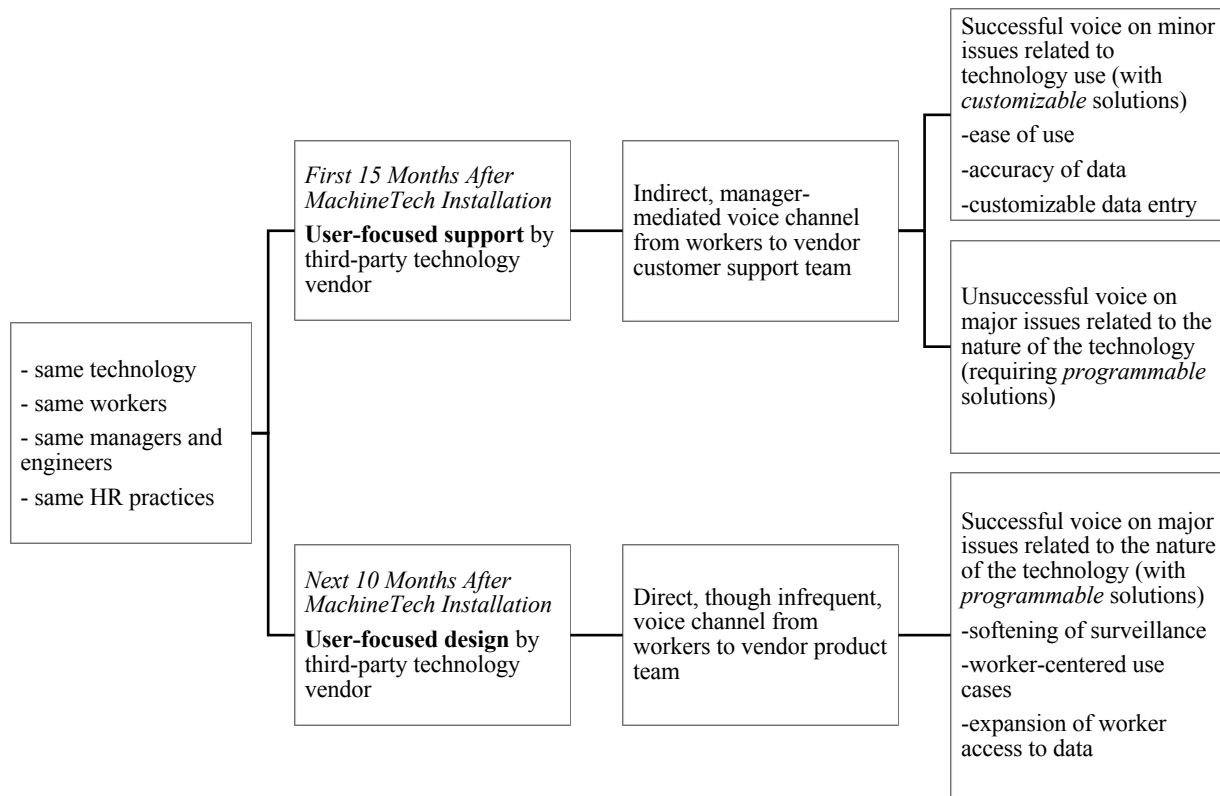 - same technology
- same workers
- same managers and
engineers
- same HR practices
First 15 Months After
MachineTech Installation
User-focused support by
third-party technology
vendor
Indirect, manager-
mediated voice channel
from workers to vendor
customer support team
Successful voice on minor
issues related to
technology use (with
customizable solutions)
-ease of use
-accuracy of data
-customizable data entry
Unsuccessful voice on
major issues related to the
nature of the technology
(requiring programmable
solutions)
Next 10 Months After
MachineTech Installation
User-focused design by
third-party technology
vendor
Direct, though infrequent,
voice channel from
workers to vendor product
team
Successful voice on major
issues related to the nature
of the technology (with
programmable solutions)
-softening of surveillance
-worker-centered use
cases
-expansion of worker
access to data